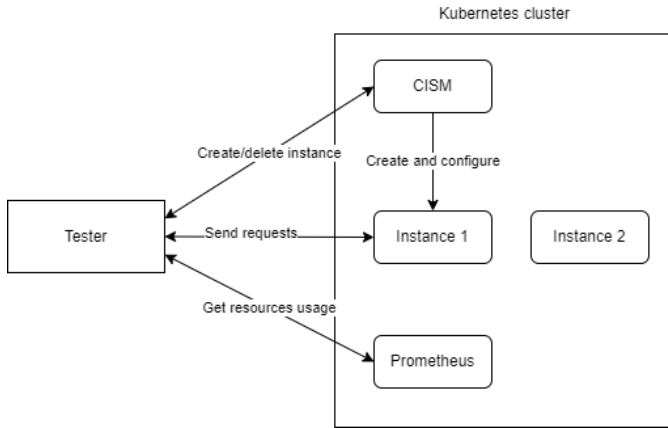 Kubernetes cluster
CISM
Create/delete instance
Create and configure
Tester
Send requests
Instance 1
Instance 2
Get resources usage
Prometheus